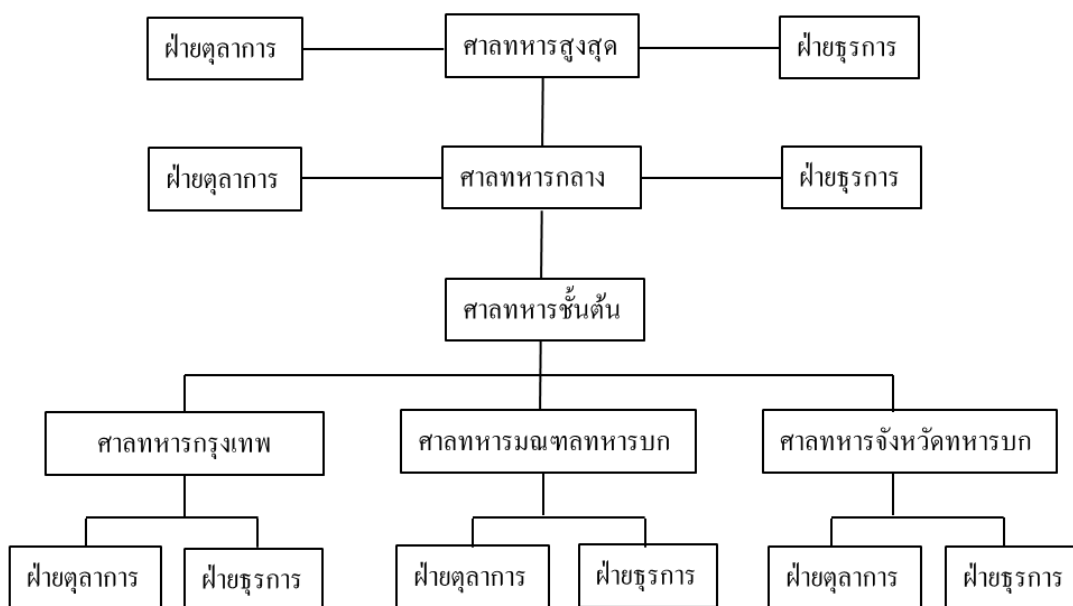 ฝ่ายตุลาการ
ศาลทหารสูงสุด
ฝ่ายธุรการ
ฝ่ายตุลาการ
ศาลทหารกลาง
ฝ่ายธุรการ
ศาลทหารชั้นต้น
ศาลทหารกรุงเทพ
ศาลทหารมณฑลทหารบก
ศาลทหารจังหวัดทหารบก
ฝ่ายตุลาการ
ฝ่ายธุรการ
ฝ่ายตุลาการ
ฝ่ายธุรการ
ฝ่ายตุลาการ
ฝ่ายธุรการ